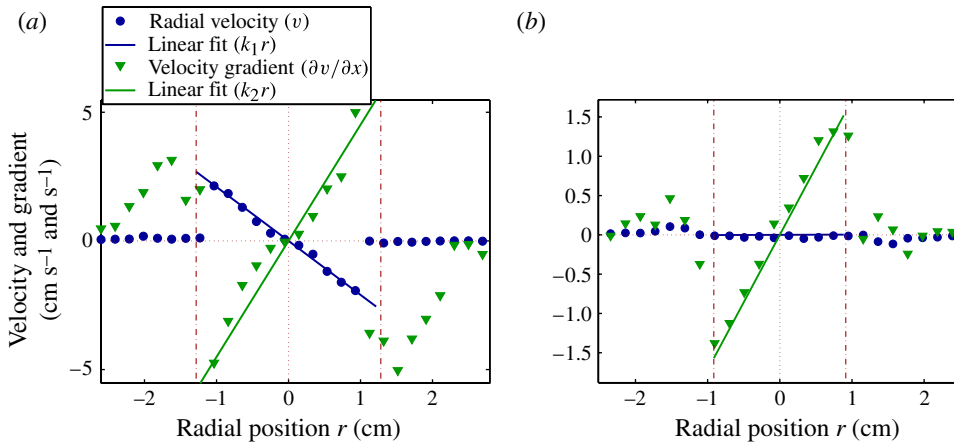 (a)
Radial velocity (v)
Linear fit (k₁r)
Velocity gradient (∂v/∂x)
Linear fit (k₂r)
5
0
−5
−2
−1
0
1
2
Radial position r (cm)
Velocity and gradient
(cm s⁻¹ and s⁻¹)
(b)
1.5
1.0
0.5
0
−0.5
−1.0
−1.5
−2
−1
0
1
2
Radial position r (cm)